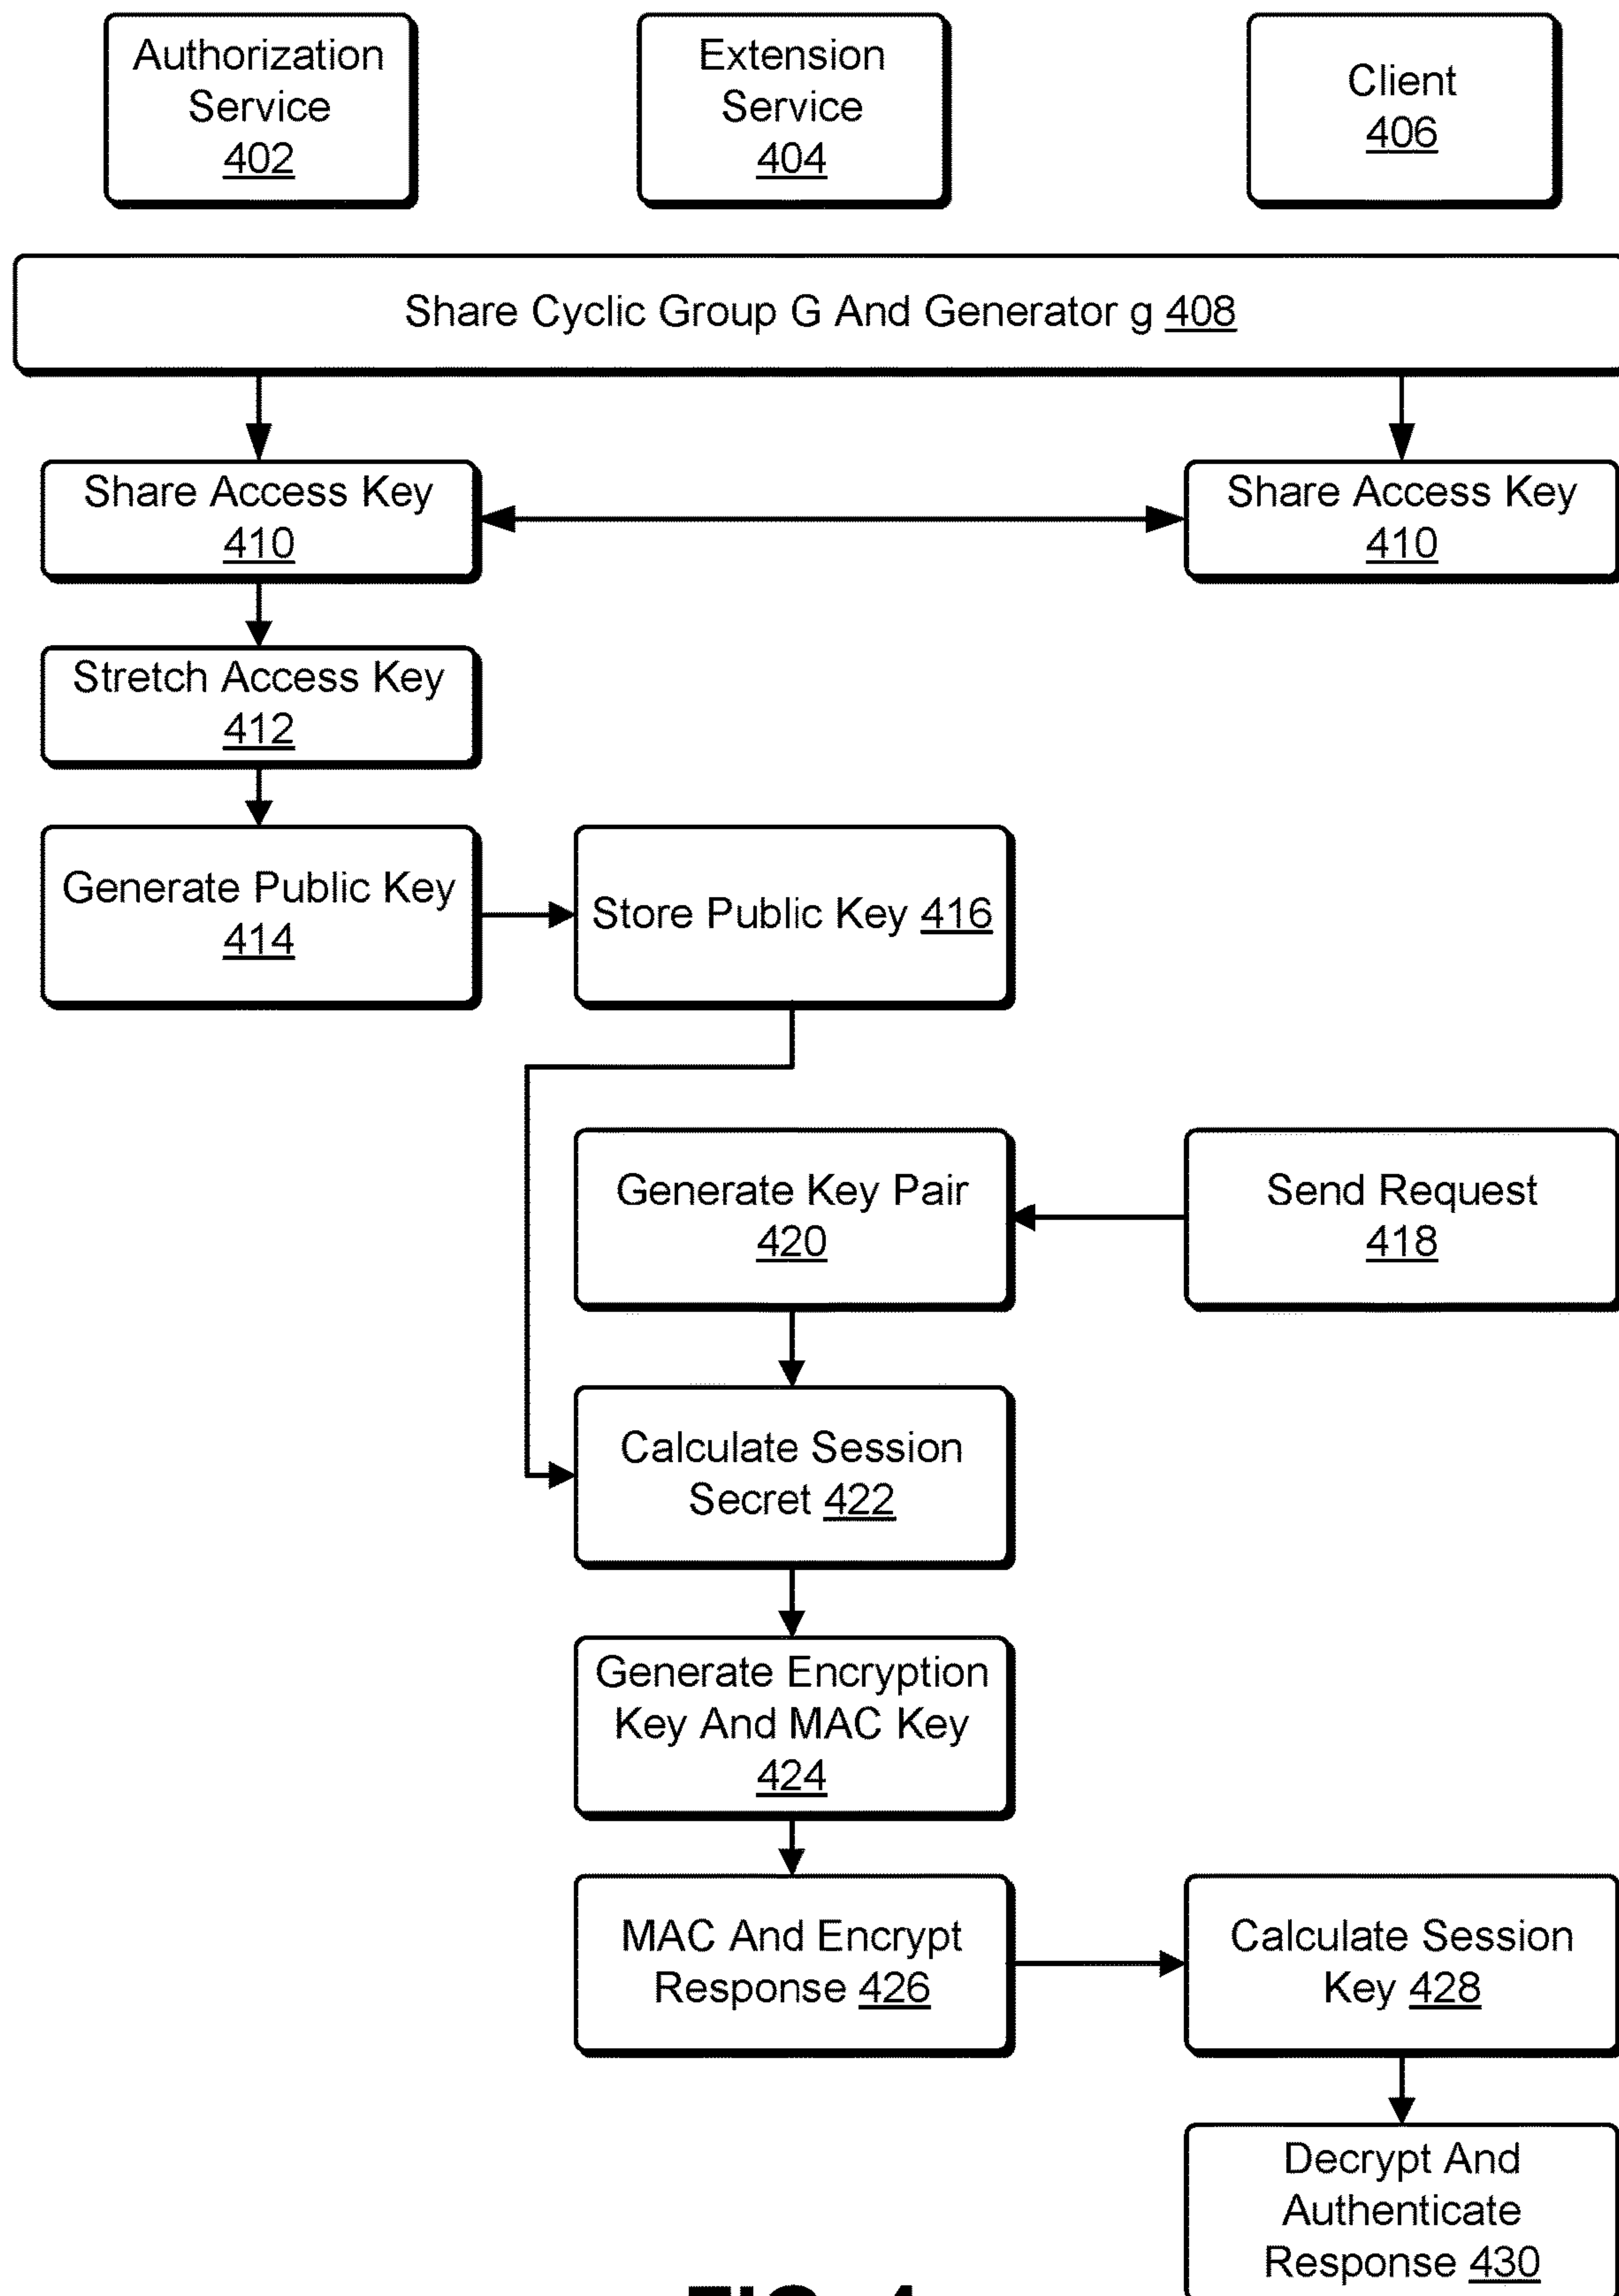 Authorization
Service
402
Extension
Service
404
Client
406
Share Cyclic Group G And Generator g 408
Share Access Key
410
Share Access Key
410
Stretch Access Key
412
Generate Public Key
414
Store Public Key 416
Generate Key Pair
420
Send Request
418
Calculate Session
Secret 422
Generate Encryption
Key And MAC Key
424
MAC And Encrypt
Response 426
Calculate Session
Key 428
Decrypt And
Authenticate
Response 430